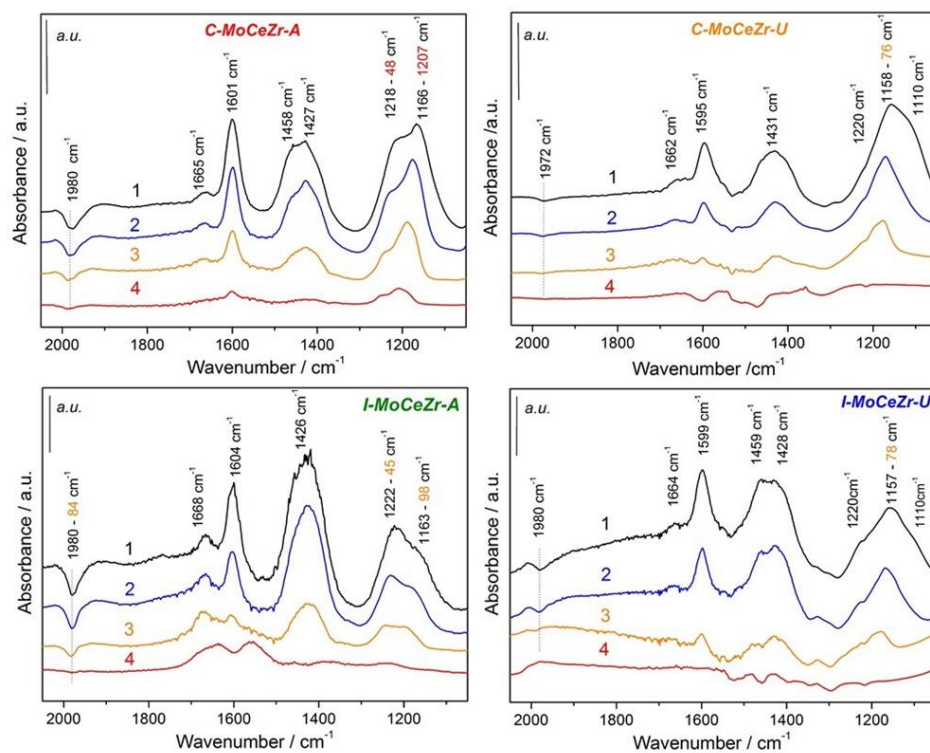 a.u.
C-MoCeZr-A
1980 cm⁻¹
1665 cm⁻¹
1601 cm⁻¹
1458 cm⁻¹
1427 cm⁻¹
1218 - 48 cm⁻¹
1166 - 1207 cm⁻¹
1
2
3
4
Absorbance / a.u.
2000 1800 1600 1400 1200
Wavenumber / cm⁻¹
a.u.
C-MoCeZr-U
1972 cm⁻¹
1662 cm⁻¹
1595 cm⁻¹
1431 cm⁻¹
1220 cm⁻¹
1158 - 76 cm⁻¹
1110 cm⁻¹
1
2
3
4
Absorbance /a.u.
2000 1800 1600 1400 1200
Wavenumber /cm⁻¹
a.u.
I-MoCeZr-A
1980 - 84 cm⁻¹
1668 cm⁻¹
1604 cm⁻¹
1426 cm⁻¹
1222 - 45 cm⁻¹
1163 - 98 cm⁻¹
1
2
3
4
Absorbance / a.u.
2000 1800 1600 1400 1200
Wavenumber / cm⁻¹
a.u.
I-MoCeZr-U
1980 cm⁻¹
1664 cm⁻¹
1599 cm⁻¹
1459 cm⁻¹
1428 cm⁻¹
1220cm⁻¹
1157 - 78 cm⁻¹
1110cm⁻¹
1
2
3
4
Absorbance / a.u.
2000 1800 1600 1400 1200
Wavenumber / cm⁻¹